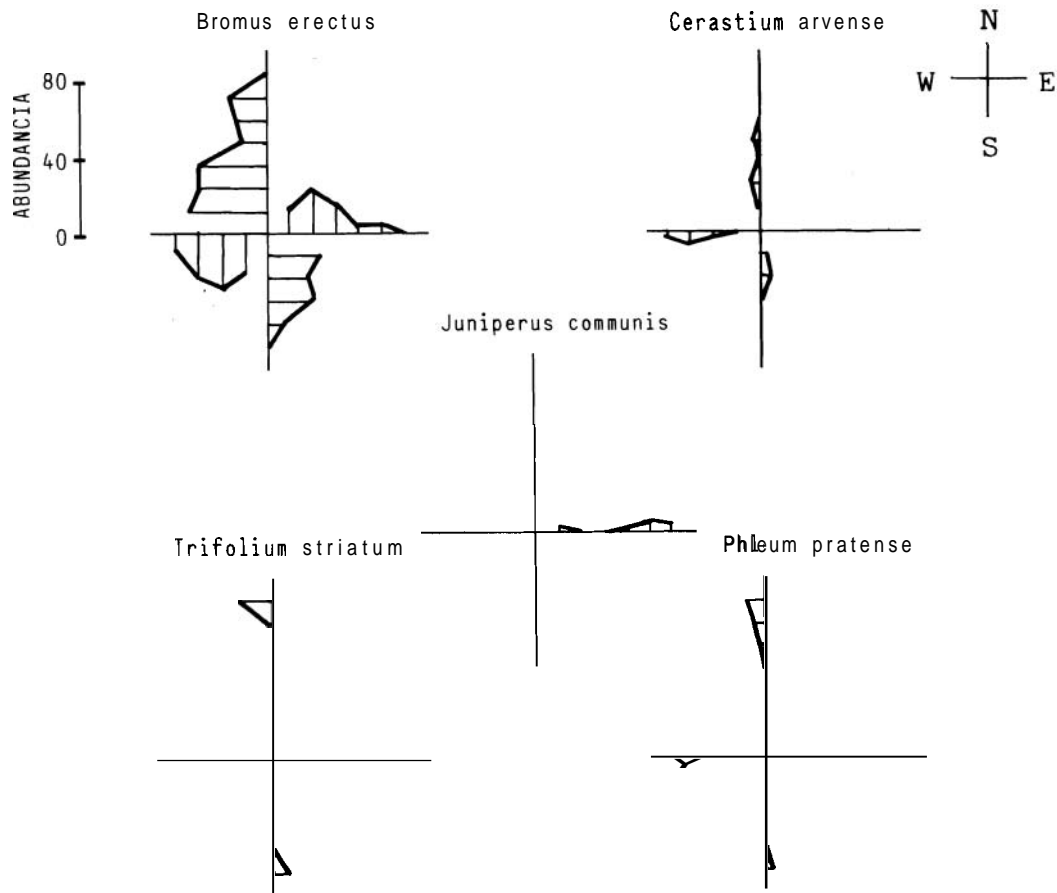 Bromus erectus
Cerastium arvense
N
W E
S
ABUNDANCIA
80
40
0
Juniperus communis
Trifolium striatum
Phleum pratense